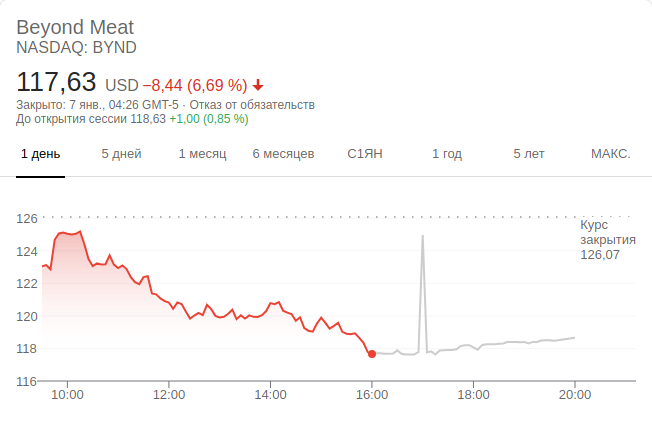 Beyond Meat
NASDAQ: BYND
117,63 USD −8,44 (6,69 %)
Закрыто: 7 янв., 04:26 GMT-5 · Отказ от обязательств
До открытия сессии 118,63 +1,00 (0,85 %)
1 день 5 дней 1 месяц 6 месяцев С1ЯН 1 год 5 лет МАКС.
126
Курс
закрытия
126,07
124
122
120
118
116
10:00 12:00 14:00 16:00 18:00 20:00